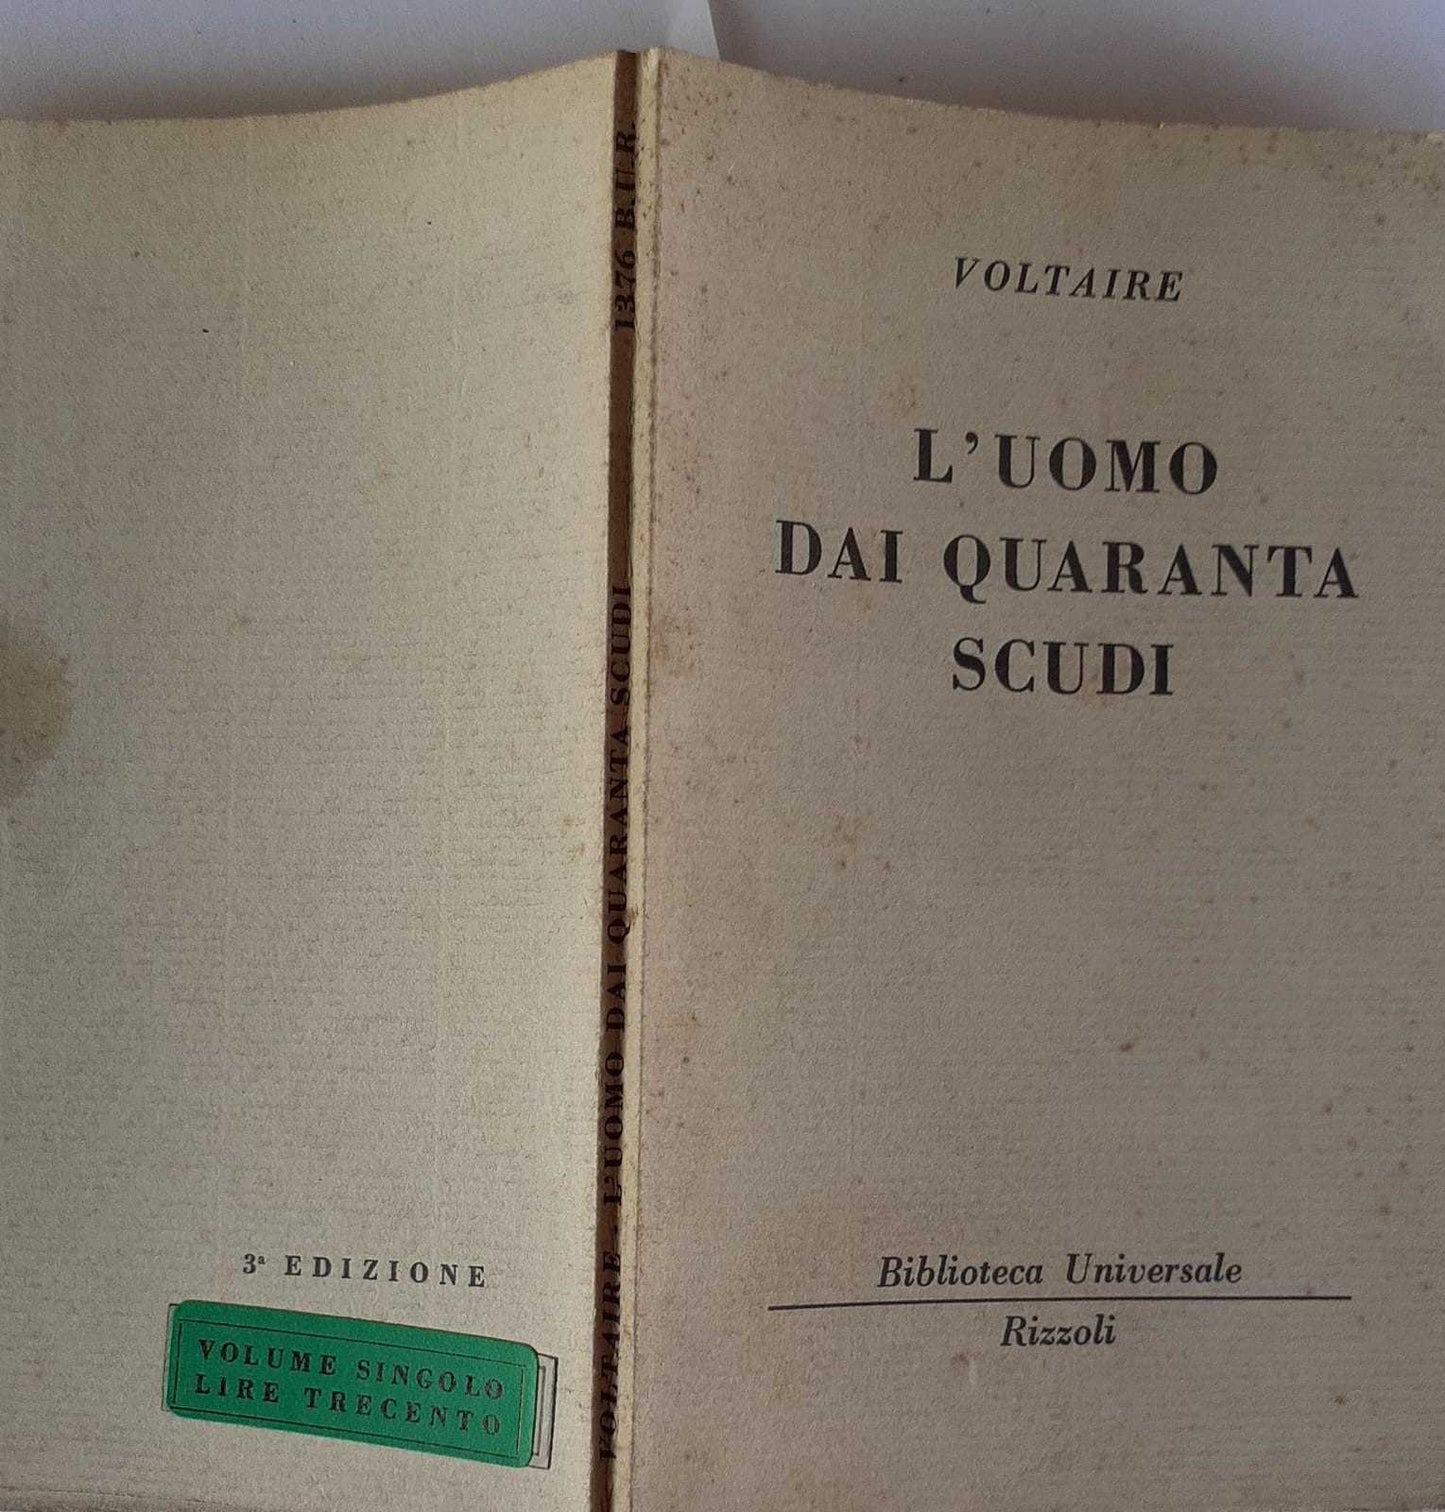 VOLTAIRE
L'UOMO
DAI QUARANTA
SCUDI
Biblioteca Universale
Rizzoli
VOLTAIRE - L'UOMO DAI QUARANTA SCUDI 1376 B.U.R.
3ª EDIZIONE
VOLUME SINGOLO
LIRE TRECENTO